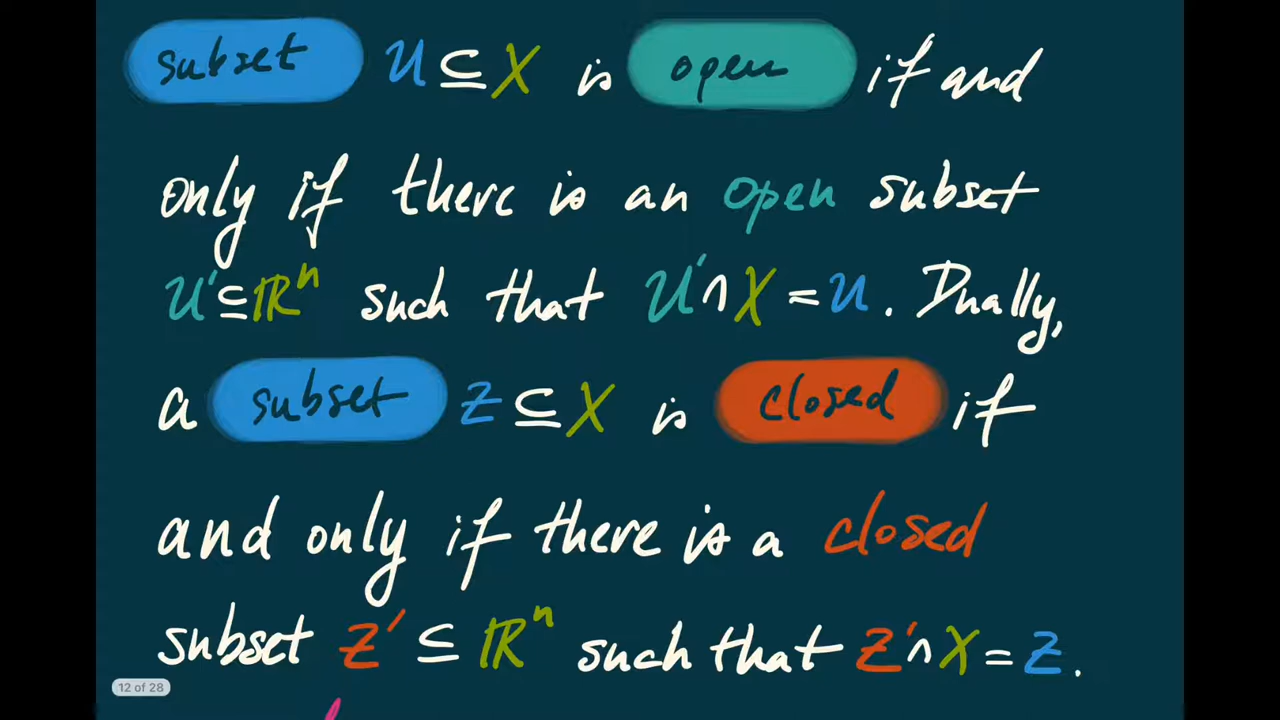 subset U ⊆ X is open if and
only if there is an open subset
U' ⊆ ℝⁿ such that U' ∩ X = U. Dually,
a subset Z ⊆ X is closed if
and only if there is a closed
subset Z' ⊆ ℝⁿ such that Z' ∩ X = Z.
12 of 28